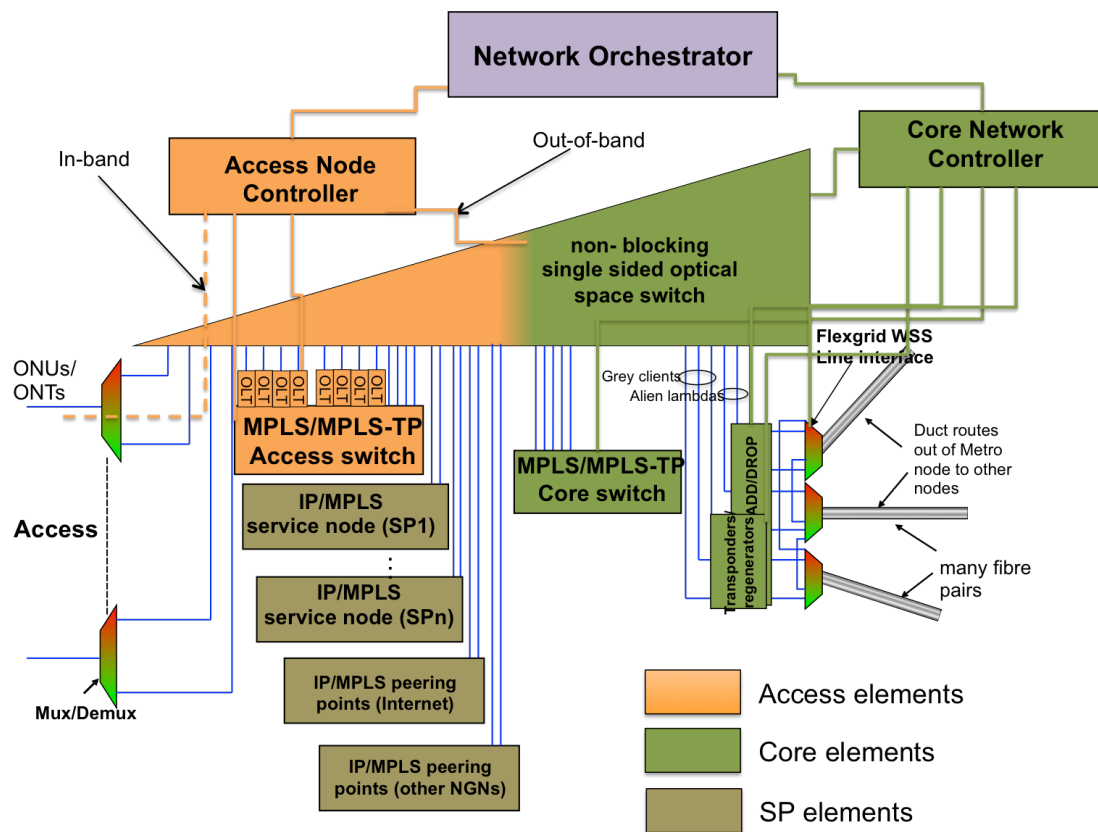 Network Orchestrator
In-band
Access Node
Controller
Out-of-band
Core Network
Controller
non- blocking
single sided optical
space switch
ONUs/
ONTs
Flexgrid WSS
Line interface
Grey clients
Alien lambdas
OLT
OLT
OLT
OLT
OLT
OLT
OLT
OLT
MPLS/MPLS-TP
Access switch
MPLS/MPLS-TP
Core switch
ADD/DROP
Transponders/
regenerators
Duct routes
out of Metro
node to other
nodes
many fibre
pairs
Access
IP/MPLS
service node (SP1)
⋮
IP/MPLS
service node (SPn)
IP/MPLS peering
points (Internet)
IP/MPLS peering
points (other NGNs)
Mux/Demux
Access elements
Core elements
SP elements